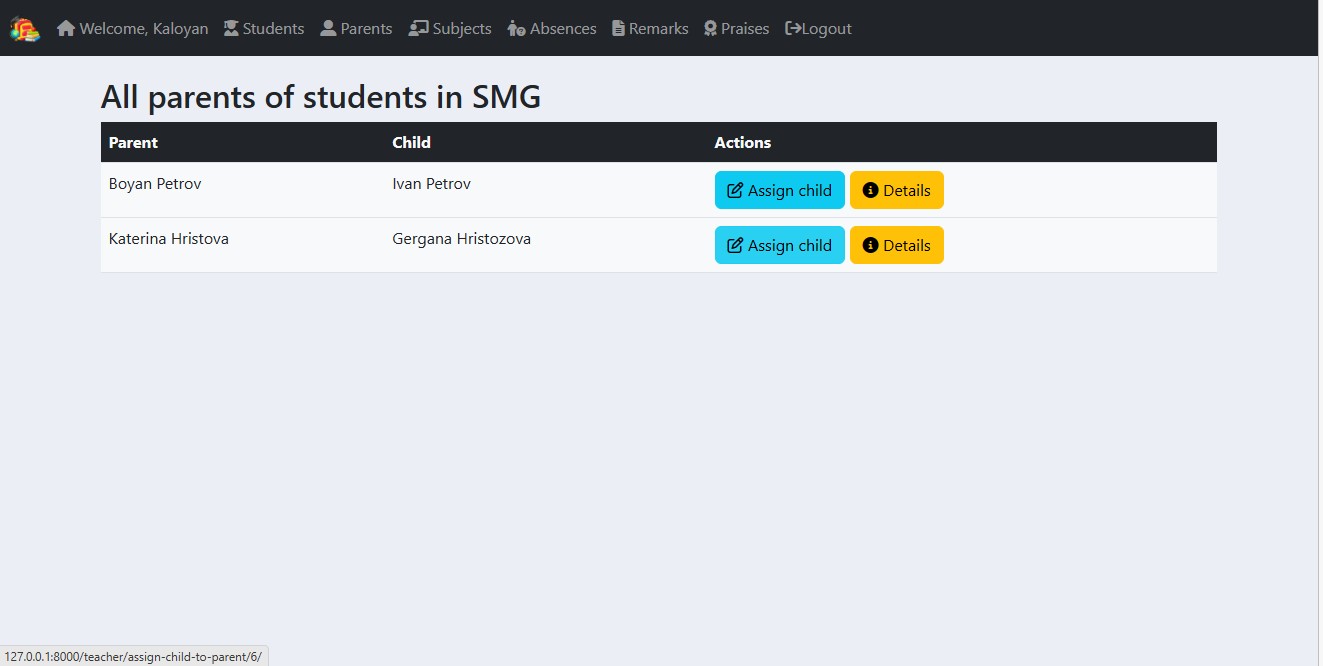 Welcome, Kaloyan Students Parents Subjects Absences Remarks Praises Logout
All parents of students in SMG
Parent Child Actions
Boyan Petrov Ivan Petrov Assign child Details
Katerina Hristova Gergana Hristozova Assign child Details
127.0.0.1:8000/teacher/assign-child-to-parent/6/